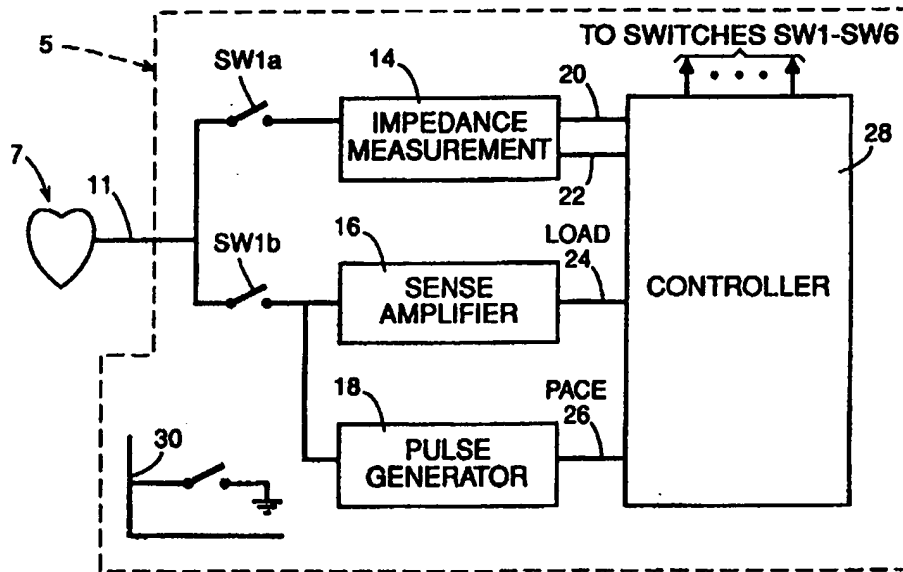 5
TO SWITCHES SW1-SW6
SW1a
14
20
IMPEDANCE
MEASUREMENT
28
7
11
22
SW1b
16
LOAD
24
SENSE
AMPLIFIER
CONTROLLER
18
PACE
26
30
PULSE
GENERATOR